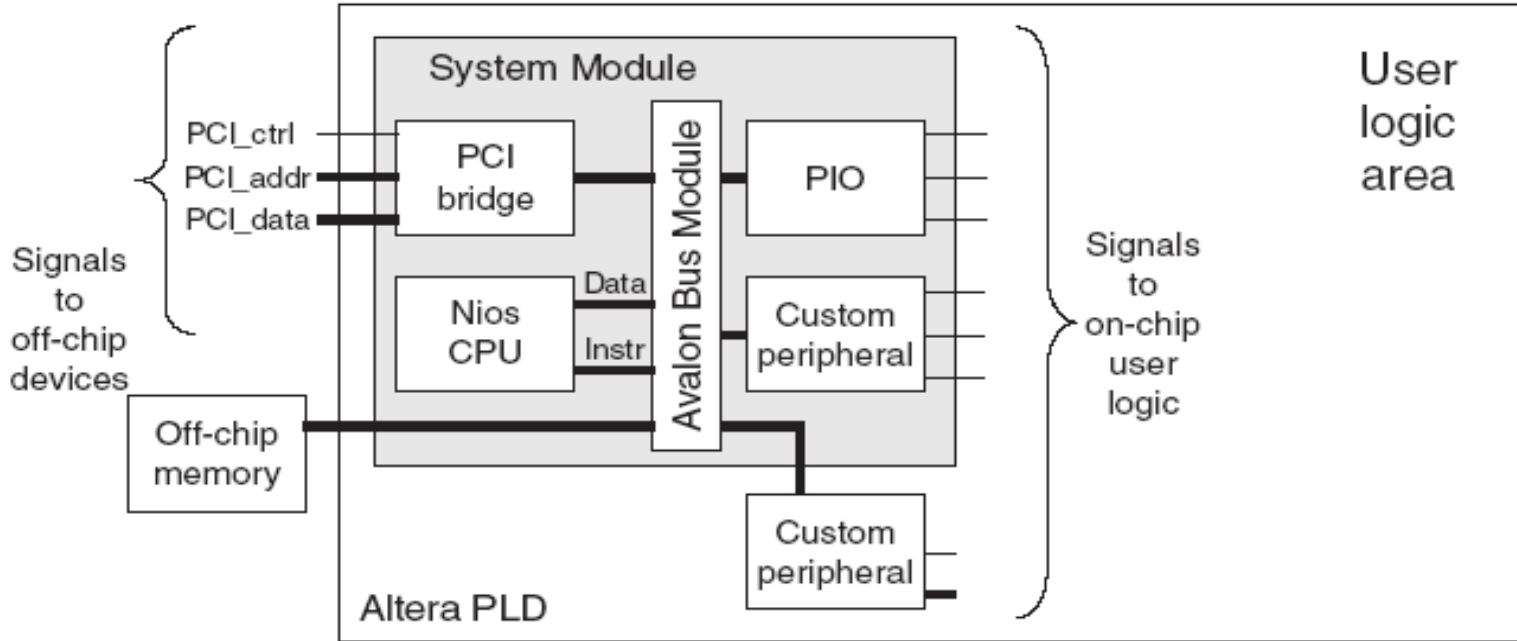 System Module
User
logic
area
PCI_ctrl
PCI_addr
PCI_data
PCI
bridge
Avalon Bus Module
PIO
Signals
to
off-chip
devices
Nios
CPU
Data
Instr
Custom
peripheral
Signals
to
on-chip
user
logic
Off-chip
memory
Custom
peripheral
Altera PLD